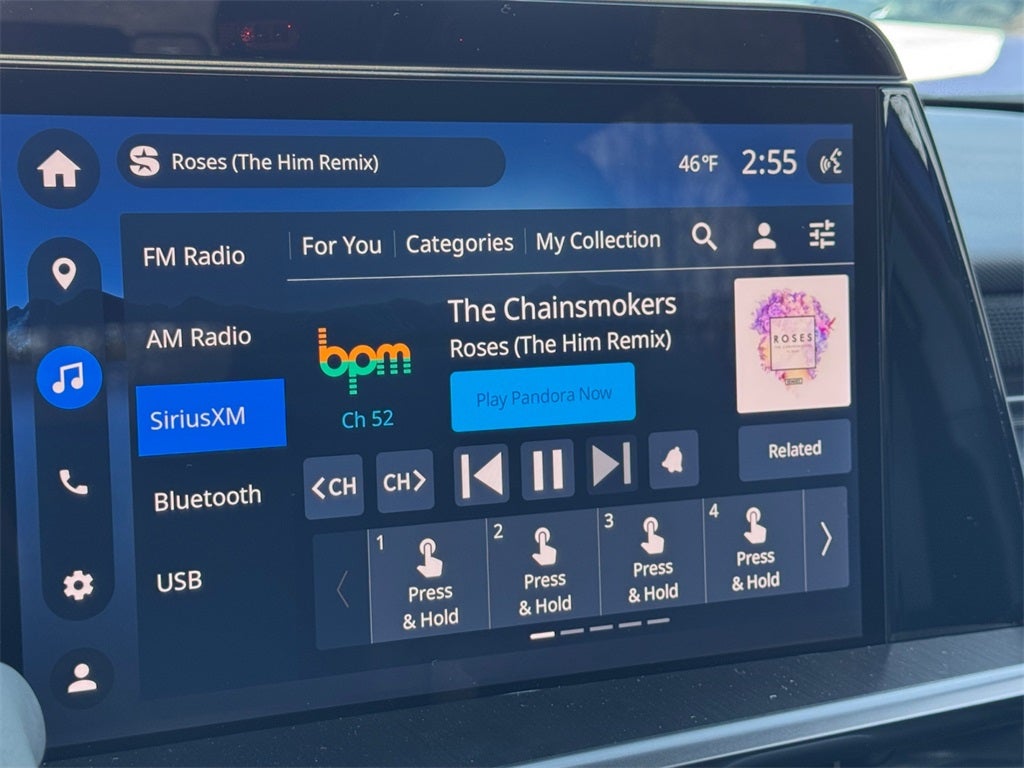 Roses (The Him Remix)
46°F
2:55
FM Radio
For You
Categories
My Collection
AM Radio
The Chainsmokers
Roses (The Him Remix)
bpm
Ch 52
Play Pandora Now
ROSES
SiriusXM
<CH
CH>
Related
Bluetooth
USB
1
Press
& Hold
2
Press
& Hold
3
Press
& Hold
4
Press
& Hold